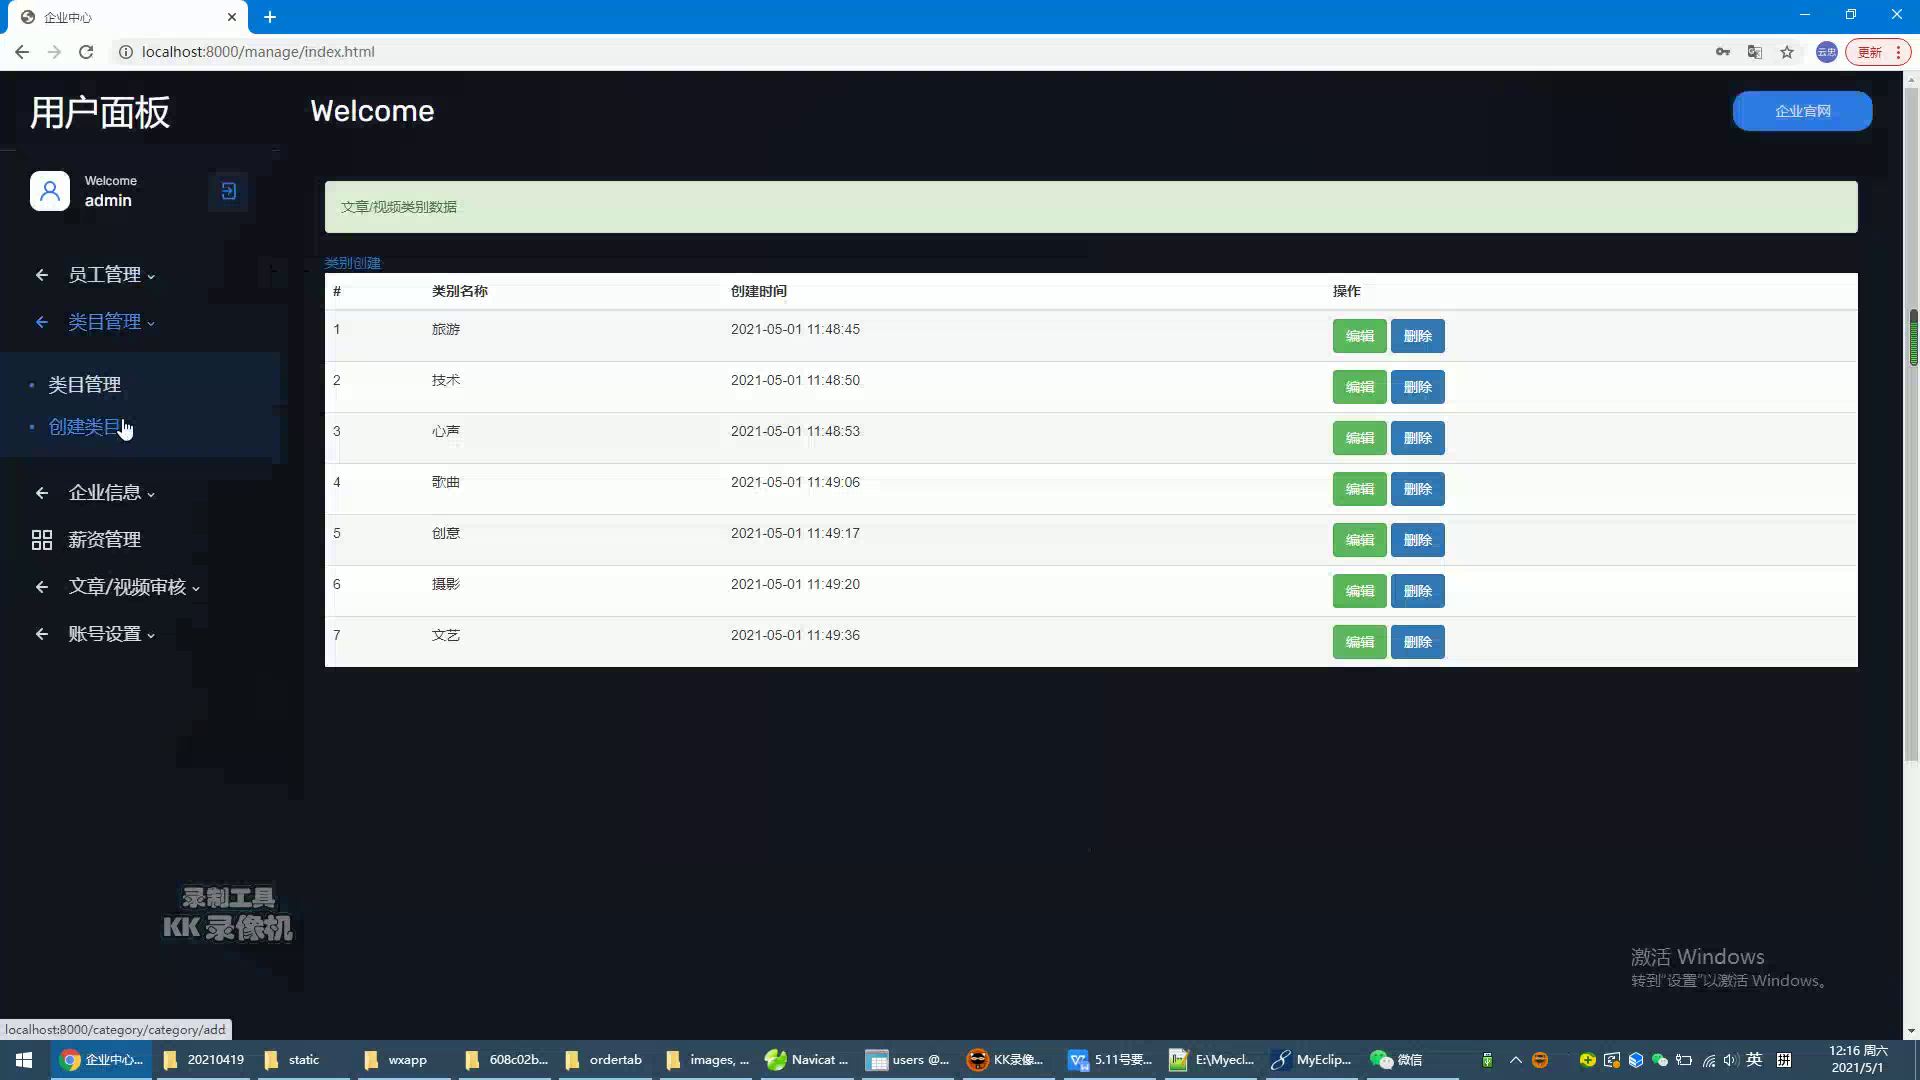 企业中心
localhost:8000/manage/index.html
云忠
更新
用户面板
Welcome
企业官网
Welcome
admin
文章/视频类别数据
员工管理
类别创建
类目管理
类目管理
创建类目
企业信息
薪资管理
文章/视频审核
账号设置
# 类别名称 创建时间 操作
1 旅游 2021-05-01 11:48:45 编辑 删除
2 技术 2021-05-01 11:48:50 编辑 删除
3 心声 2021-05-01 11:48:53 编辑 删除
4 歌曲 2021-05-01 11:49:06 编辑 删除
5 创意 2021-05-01 11:49:17 编辑 删除
6 摄影 2021-05-01 11:49:20 编辑 删除
7 文艺 2021-05-01 11:49:36 编辑 删除
录制工具
KK 录像机
激活 Windows
转到"设置"以激活 Windows。
localhost:8000/category/category/add
企业中心... 20210419 static wxapp 608c02b... ordertab images, ... Navicat ... users @... KK录像... 5.11号要... E:\Myecl... MyEclip... 微信 英 拼 12:16 周六
2021/5/1